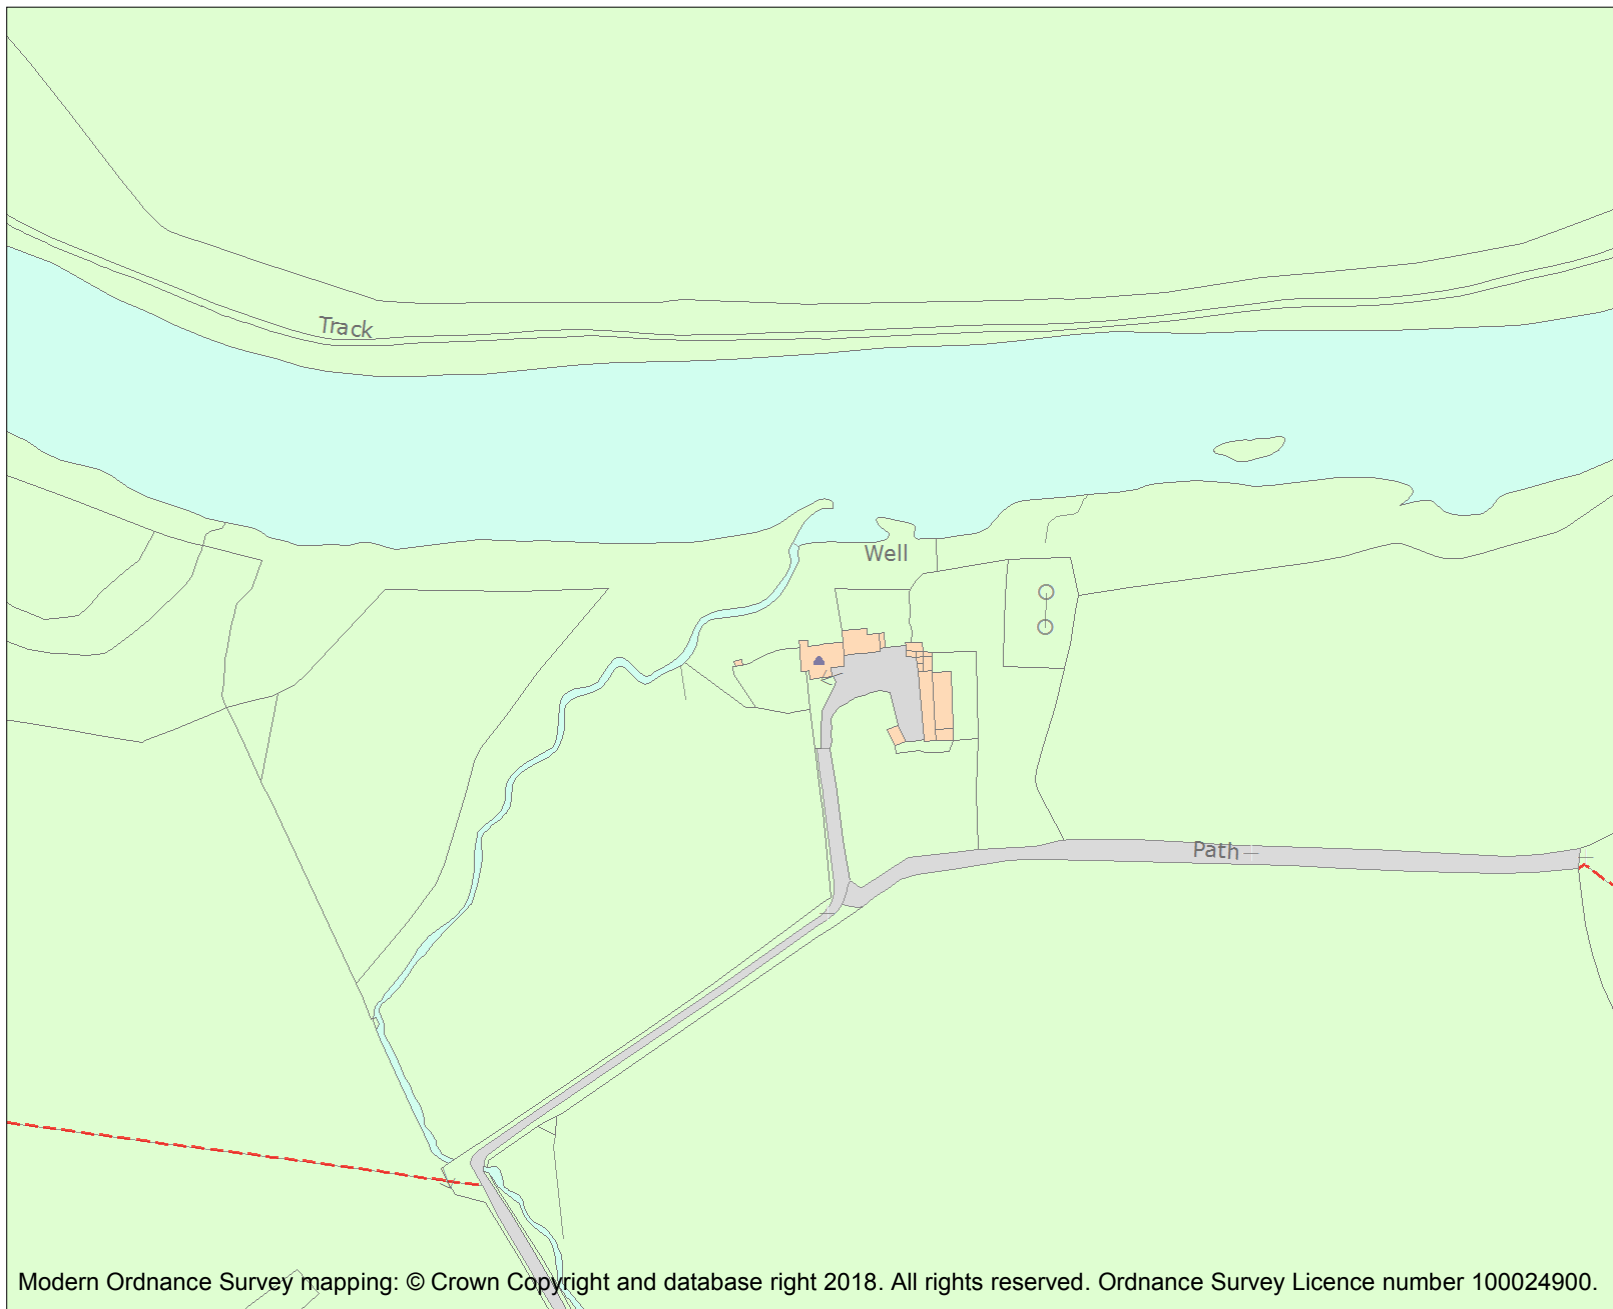 Track
Well
Path
Modern Ordnance Survey mapping: © Crown Copyright and database right 2018. All rights reserved. Ordnance Survey Licence number 100024900.